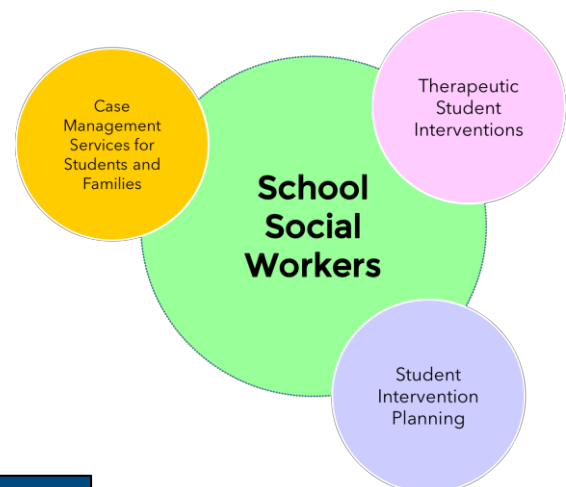 Case
Management
Services for
Students and
Families
Therapeutic
Student
Interventions
School
Social
Workers
Student
Intervention
Planning